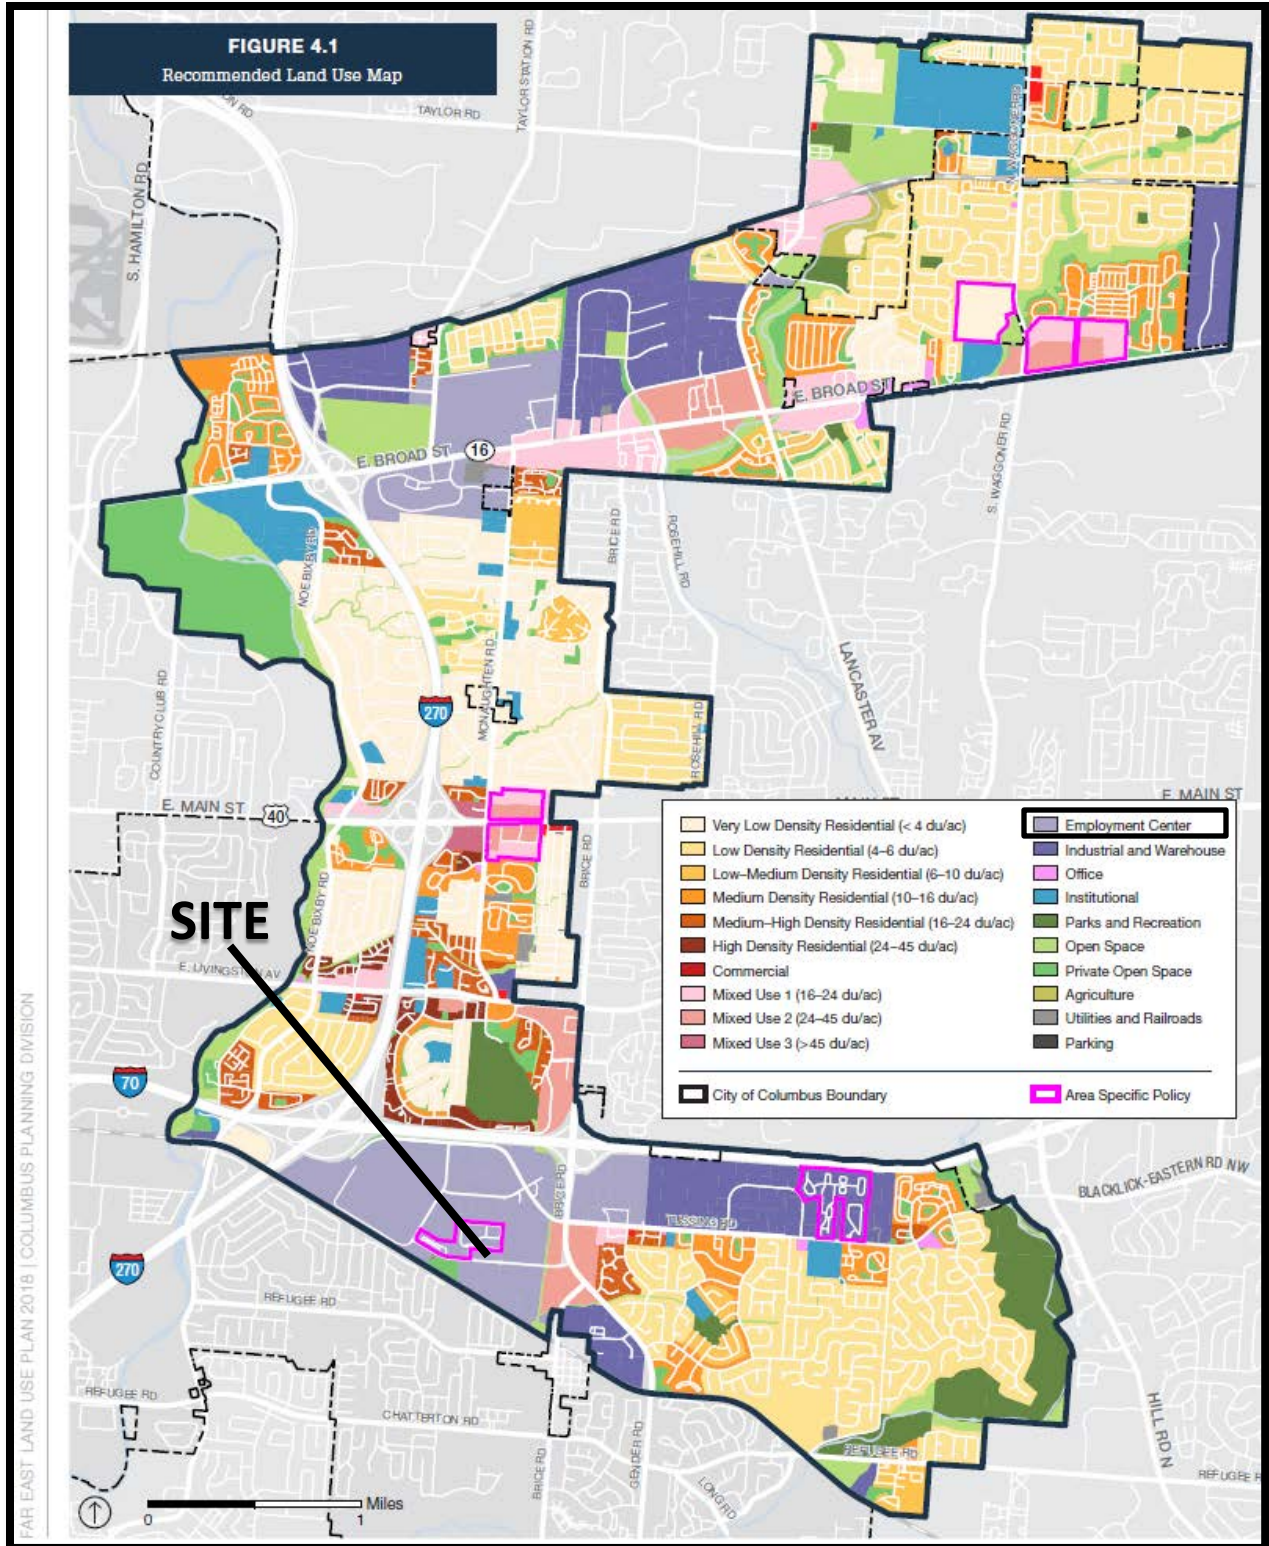 FIGURE 4.1
Recommended Land Use Map
TAYLOR STATION RD
TAYLOR RD
S. HAMILTON RD
N. WAGGONER RD
E. BROAD ST
E. BROAD ST
16
S. WAGGONER RD
BRICE RD
ROSEHILL RD
NOE BIXBY RD
MCNAUGHTEN RD
LANCASTER AV
270
COUNTRY CLUB RD
ROSEHILL RD
E. MAIN ST
40
E. MAIN ST
BRICE RD
Very Low Density Residential (< 4 du/ac)
Low Density Residential (4–6 du/ac)
Low–Medium Density Residential (6–10 du/ac)
Medium Density Residential (10–16 du/ac)
Medium–High Density Residential (16–24 du/ac)
High Density Residential (24–45 du/ac)
Commercial
Mixed Use 1 (16–24 du/ac)
Mixed Use 2 (24–45 du/ac)
Mixed Use 3 (>45 du/ac)
Employment Center
Industrial and Warehouse
Office
Institutional
Parks and Recreation
Open Space
Private Open Space
Agriculture
Utilities and Railroads
Parking
City of Columbus Boundary
Area Specific Policy
SITE
NOE BIXBY RD
E. LIVINGSTON AV
70
BRICE RD
TUSSING RD
BLACKLICK-EASTERN RD NW
270
REFUGEE RD
REFUGEE RD
CHATTERTON RD
BRICE RD
GENDER RD
LONG RD
REFUGEE RD
HILL RD N
REFUGEE R
Miles
0
1
FAR EAST LAND USE PLAN 2018 | COLUMBUS PLANNING DIVISION